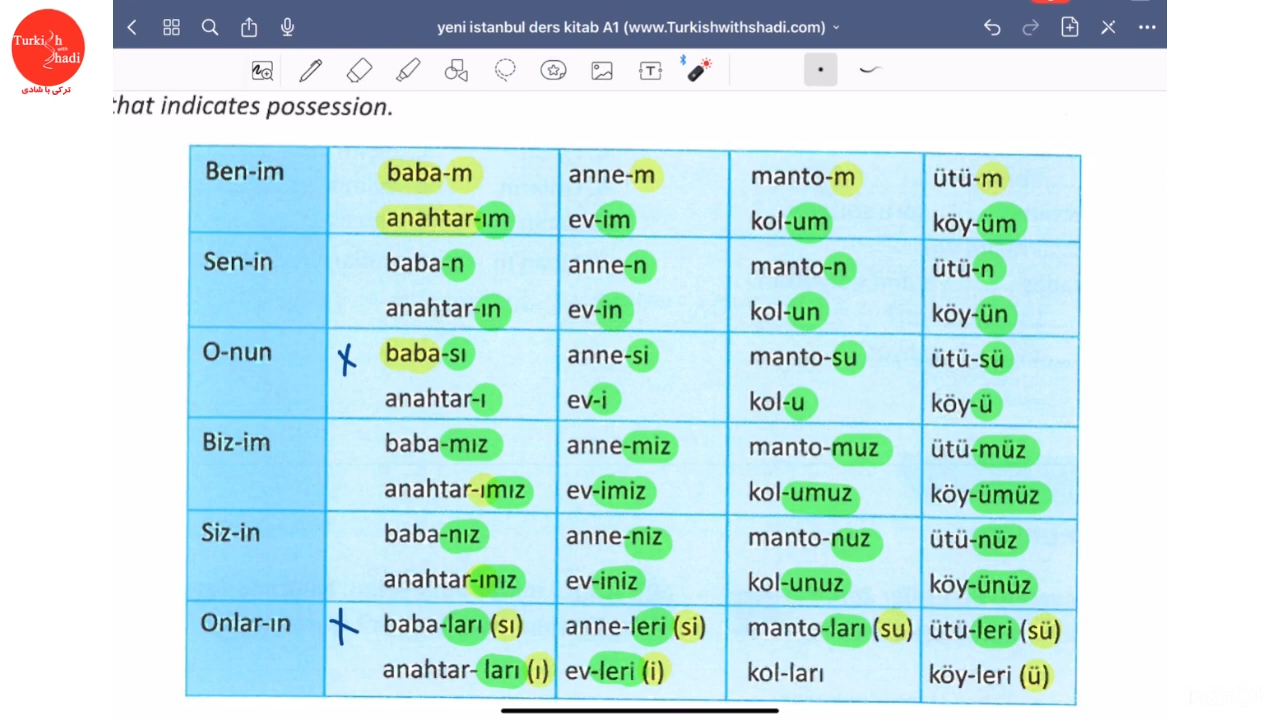 Turkish
with
Shadi
ترکی با شادی
yeni istanbul ders kitab A1 (www.Turkishwithshadi.com)
that indicates possession.
Ben-im baba-m anne-m manto-m ütü-m
anahtar-ım ev-im kol-um köy-üm
Sen-in baba-n anne-n manto-n ütü-n
anahtar-ın ev-in kol-un köy-ün
O-nun baba-sı anne-si manto-su ütü-sü
anahtar-ı ev-i kol-u köy-ü
Biz-im baba-mız anne-miz manto-muz ütü-müz
anahtar-ımız ev-imiz kol-umuz köy-ümüz
Siz-in baba-nız anne-niz manto-nuz ütü-nüz
anahtar-ınız ev-iniz kol-unuz köy-ünüz
Onlar-ın baba-ları (sı) anne-leri (si) manto-ları (su) ütü-leri (sü)
anahtar- ları (ı) ev-leri (i) kol-ları köy-leri (ü)